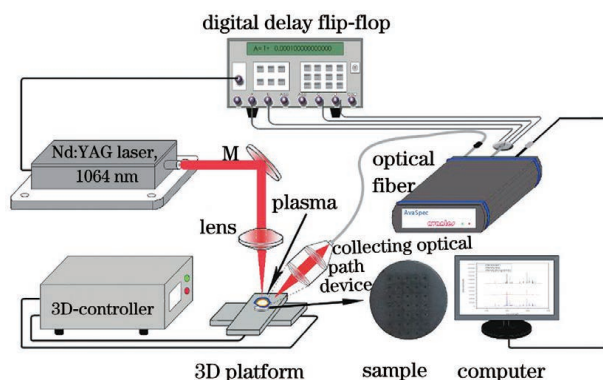 digital delay flip-flop
A= T+ 0.000100000000000
Nd:YAG laser,
1064 nm
M
optical
fiber
plasma
lens
AvaSpec
collecting optical
path
device
3D-controller
3D platform
sample
computer